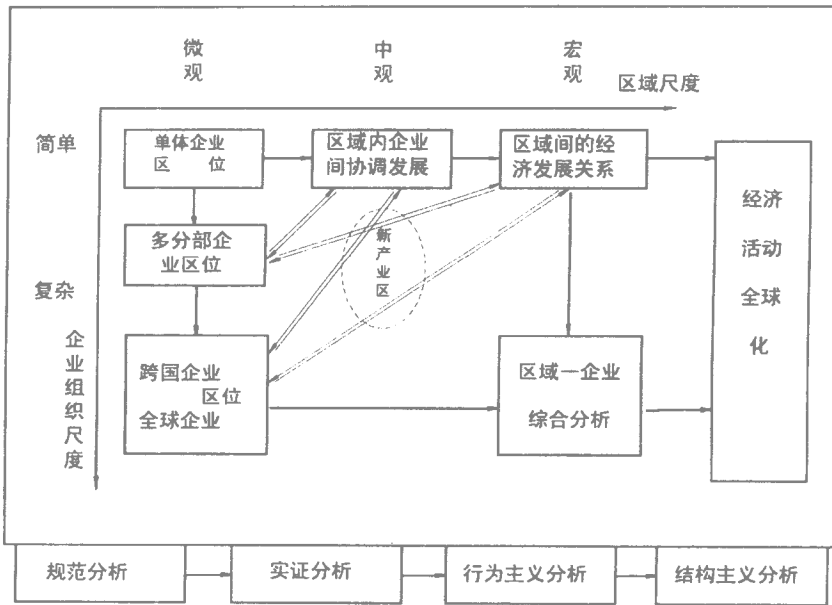 微观
中观
宏观
区域尺度
简单
复杂
企业组织尺度
单体企业
区 位
区域内企业
间协调发展
区域间的经
济发展关系
多分部企
业区位
新产业区
跨国企业
区位
全球企业
区域一企业
综合分析
经济
活动
全球
化
规范分析
实证分析
行为主义分析
结构主义分析